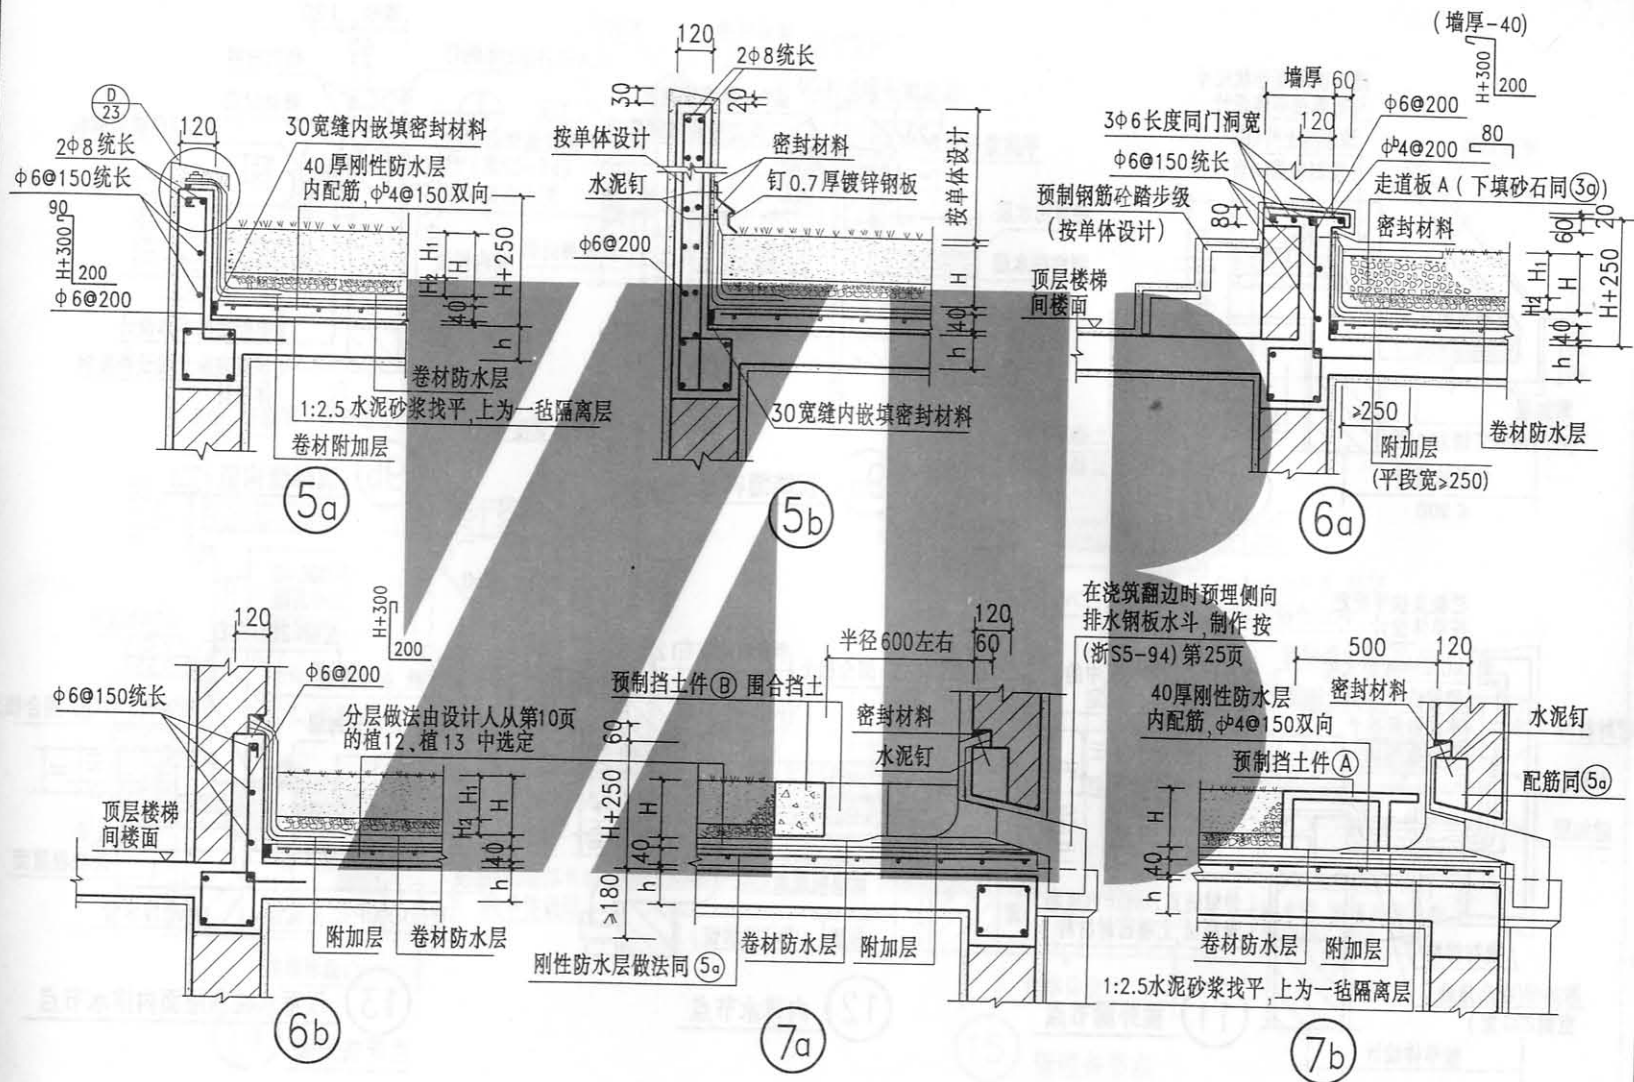 D
23
120
30宽缝内嵌填密封材料
2φ8统长
40厚刚性防水层
内配筋,φᵇ4@150双向
φ6@150统长
90
H+300
200
φ6@200
H1
H2
H
40
H+250
h
卷材防水层
1:2.5水泥砂浆找平,上为一毡隔离层
卷材附加层
5a
120
2φ8统长
30
20
按单体设计
密封材料
水泥钉
钉0.7厚镀锌钢板
φ6@200
按单体设计
H
40
h
30宽缝内嵌填密封材料
5b
(墙厚-40)
H+300
200
墙厚
60
120
φ6@200
3φ6长度同门洞宽
80
φᵇ4@200
φ6@150统长
走道板A(下填砂石同3a)
预制钢筋砼踏步级
(按单体设计)
80
密封材料
60
20
顶层楼梯
间楼面
H1
H2
H
40
H+250
h
≥250
附加层
(平段宽≥250)
卷材防水层
6a
120
H+300
200
φ6@200
φ6@150统长
分层做法由设计人从第10页
的植12、植13中选定
顶层楼梯
间楼面
H1
H2
H
40
h
附加层
卷材防水层
6b
120
半径600左右
60
预制挡土件B围合挡土
密封材料
水泥钉
60
H+250
≥180
H
40
h
卷材防水层
附加层
刚性防水层做法同5a
7a
在浇筑翻边时预埋侧向
排水钢板水斗,制作按
(浙S5-94)第25页
500
120
40厚刚性防水层
内配筋,φᵇ4@150双向
密封材料
水泥钉
预制挡土件A
配筋同5a
H
40
h
卷材防水层
附加层
1:2.5水泥砂浆找平,上为一毡隔离层
7b